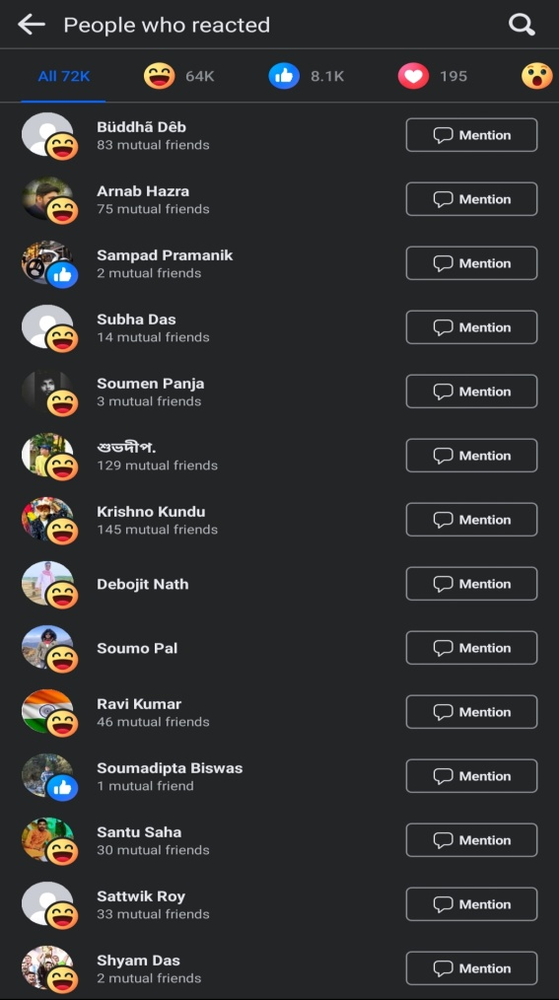 People who reacted
All 72K 64K 8.1K 195
Büddhã Dêb
83 mutual friends
Mention
Arnab Hazra
75 mutual friends
Mention
Sampad Pramanik
2 mutual friends
Mention
Subha Das
14 mutual friends
Mention
Soumen Panja
3 mutual friends
Mention
শুভদীপ.
129 mutual friends
Mention
Krishno Kundu
145 mutual friends
Mention
Debojit Nath
Mention
Soumo Pal
Mention
Ravi Kumar
46 mutual friends
Mention
Soumadipta Biswas
1 mutual friend
Mention
Santu Saha
30 mutual friends
Mention
Sattwik Roy
33 mutual friends
Mention
Shyam Das
2 mutual friends
Mention